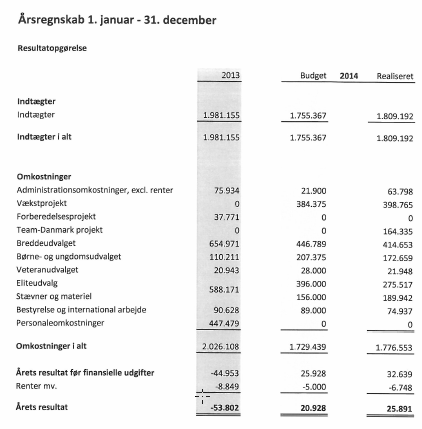 Årsregnskab 1. januar - 31. december
Resultatopgørelse
2013 Budget 2014 Realiseret
Indtægter
Indtægter 1.981.155 1.755.367 1.809.192
Indtægter i alt 1.981.155 1.755.367 1.809.192
Omkostninger
Administrationsomkostninger, excl. renter 75.934 21.900 63.798
Vækstprojekt 0 384.375 398.765
Forberedelsesprojekt 37.771 0 0
Team-Danmark projekt 0 0 164.335
Breddeudvalget 654.971 446.789 414.653
Børne- og ungdomsudvalget 110.211 207.375 172.659
Veteranudvalget 20.943 28.000 21.948
Eliteudvalg 588.171 396.000 275.517
Stævner og materiel 156.000 189.942
Bestyrelse og international arbejde 90.628 89.000 74.937
Personaleomkostninger 447.479 0 0
Omkostninger i alt 2.026.108 1.729.439 1.776.553
Årets resultat før finansielle udgifter -44.953 25.928 32.639
Renter mv. -8.849 -5.000 -6.748
Årets resultat -53.802 20.928 25.891